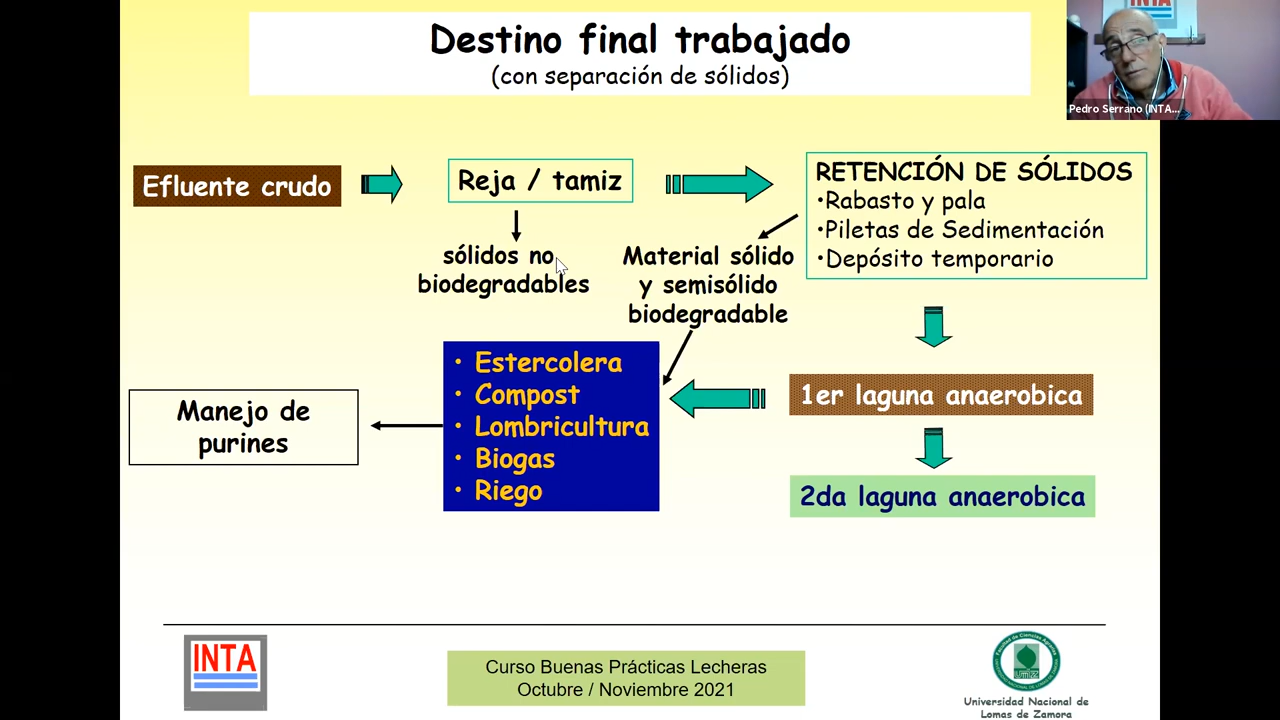 Destino final trabajado
(con separación de sólidos)
INTA
Pedro Serrano (INTA...
Efluente crudo
Reja / tamiz
RETENCIÓN DE SÓLIDOS
•Rabasto y pala
•Piletas de Sedimentación
•Depósito temporario
sólidos no
biodegradables
Material sólido
y semisólido
biodegradable
• Estercolera
• Compost
• Lombricultura
• Biogas
• Riego
Manejo de
purines
1er laguna anaerobica
2da laguna anaerobica
INTA
Curso Buenas Prácticas Lecheras
Octubre / Noviembre 2021
Universidad Nacional de
Lomas de Zamora